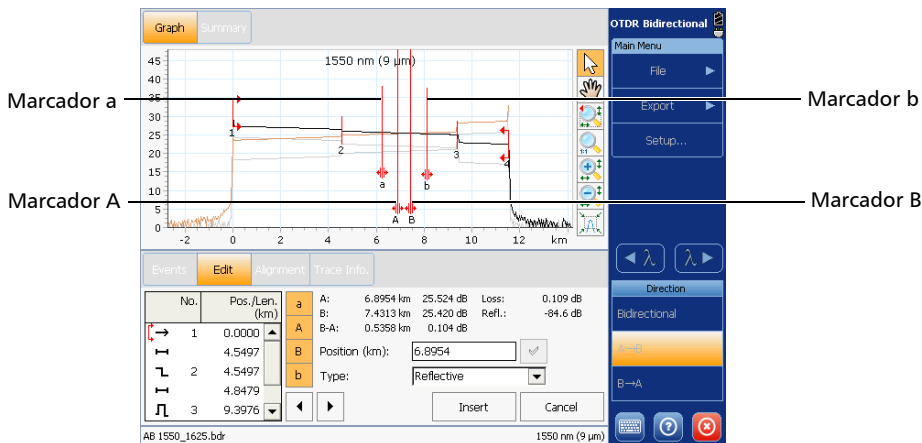 Graph Summary
OTDR Bidirectional
Main Menu
File
Export
Setup...
1550 nm (9 µm)
45
40
35
30
25
20
15
10
5
0
-2 0 2 4 6 8 10 12 km
1
2
3
4
a
b
A B
Marcador a
Marcador b
Marcador A
Marcador B
1:1
λ λ
Direction
Bidirectional
A→B
B→A
Events Edit Alignment Trace Info.
No. Pos./Len. (km)
1 0.0000
4.5497
2 4.5497
4.8479
3 9.3976
a
A
B
b
A: 6.8954 km 25.524 dB Loss: 0.109 dB
B: 7.4313 km 25.420 dB Refl.: -84.6 dB
B-A: 0.5358 km 0.104 dB
Position (km): 6.8954
Type: Reflective
Insert Cancel
AB 1550_1625.bdr 1550 nm (9 µm)